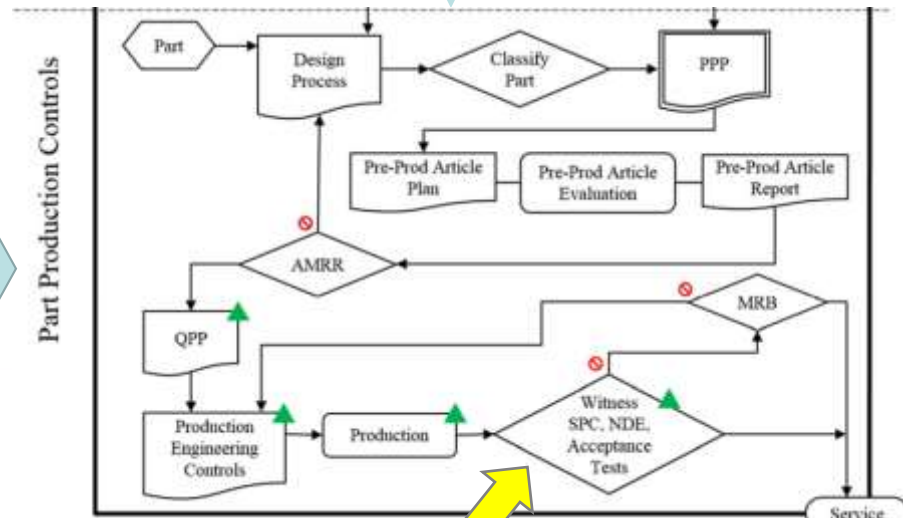 Part Production Controls
Part
Design
Process
Classify
Part
PPP
Pre-Prod Article
Plan
Pre-Prod Article
Evaluation
Pre-Prod Article
Report
AMRR
MRB
QPP
Production
Engineering
Controls
Production
Witness
SPC, NDE,
Acceptance
Tests
Service